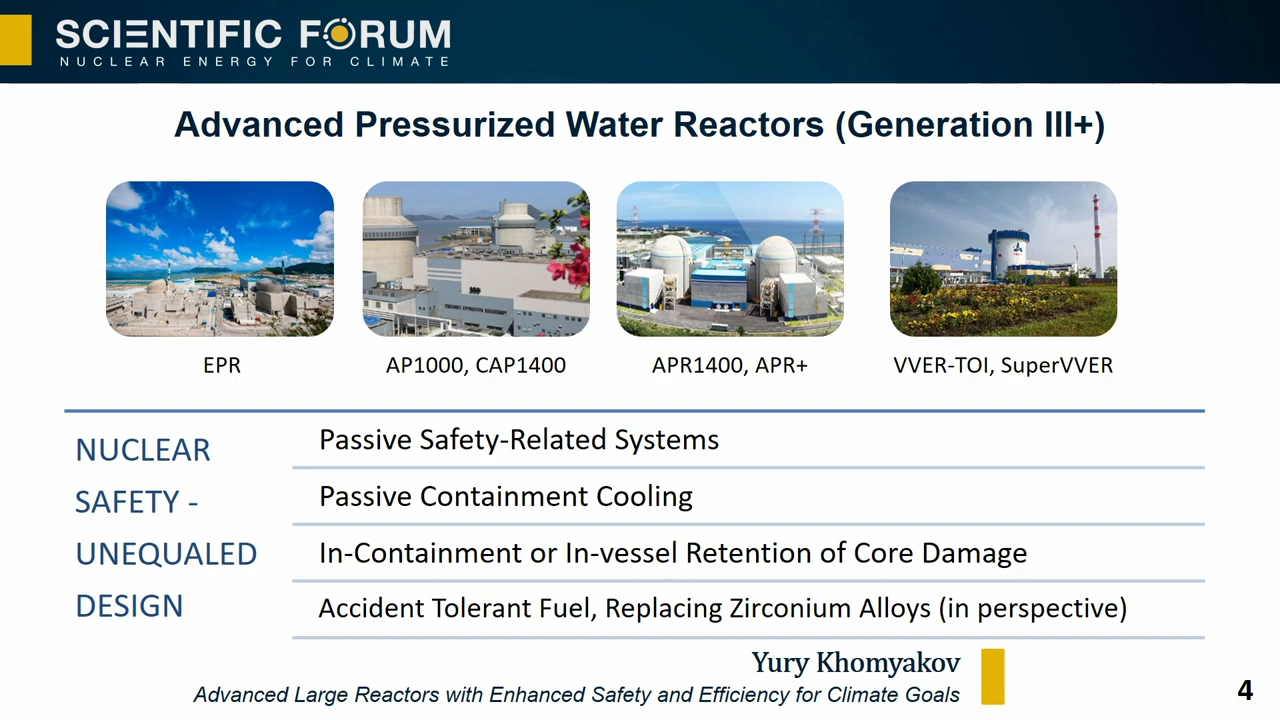 SCIENTIFIC FORUM
NUCLEAR ENERGY FOR CLIMATE
Advanced Pressurized Water Reactors (Generation III+)
EPR
AP1000, CAP1400
APR1400, APR+
VVER-TOI, SuperVVER
NUCLEAR
SAFETY -
UNEQUALED
DESIGN
Passive Safety-Related Systems
Passive Containment Cooling
In-Containment or In-vessel Retention of Core Damage
Accident Tolerant Fuel, Replacing Zirconium Alloys (in perspective)
Yury Khomyakov
Advanced Large Reactors with Enhanced Safety and Efficiency for Climate Goals
4